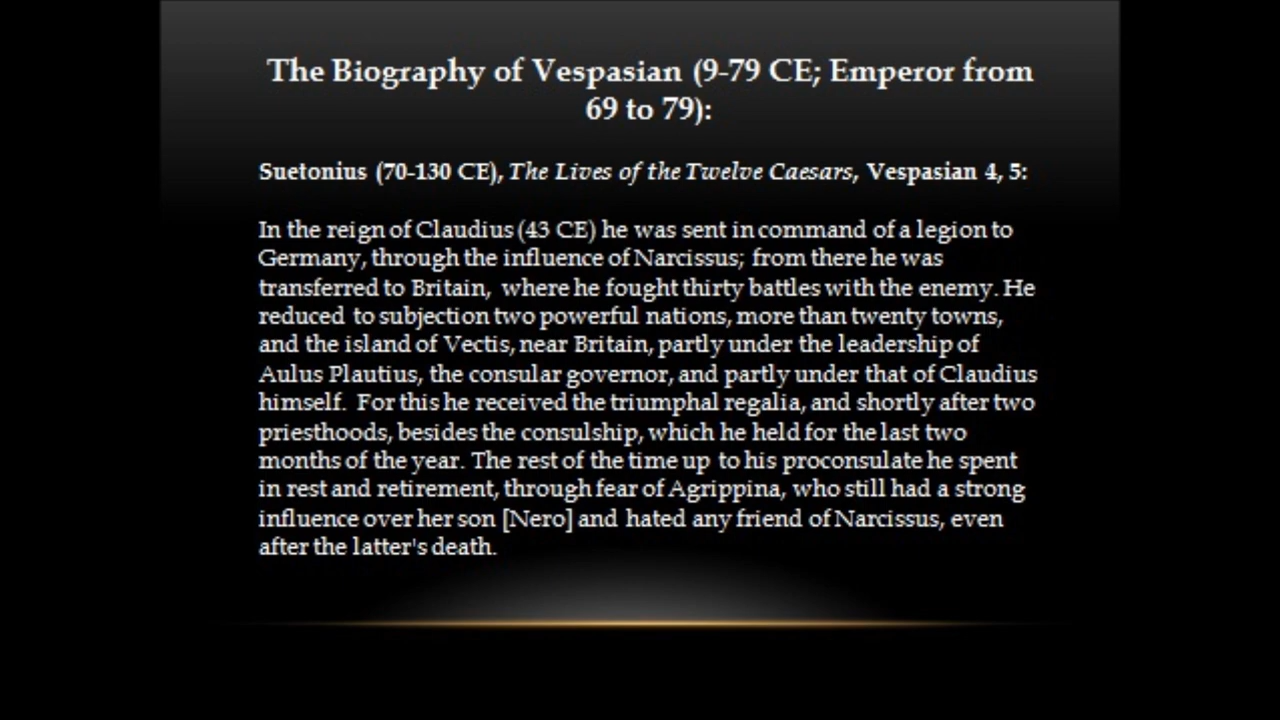 The Biography of Vespasian (9-79 CE; Emperor from
69 to 79):
Suetonius (70-130 CE), The Lives of the Twelve Caesars, Vespasian 4, 5:
In the reign of Claudius (43 CE) he was sent in command of a legion to
Germany, through the influence of Narcissus; from there he was
transferred to Britain, where he fought thirty battles with the enemy. He
reduced to subjection two powerful nations, more than twenty towns,
and the island of Vectis, near Britain, partly under the leadership of
Aulus Plautius, the consular governor, and partly under that of Claudius
himself. For this he received the triumphal regalia, and shortly after two
priesthoods, besides the consulship, which he held for the last two
months of the year. The rest of the time up to his proconsulate he spent
in rest and retirement, through fear of Agrippina, who still had a strong
influence over her son [Nero] and hated any friend of Narcissus, even
after the latter's death.